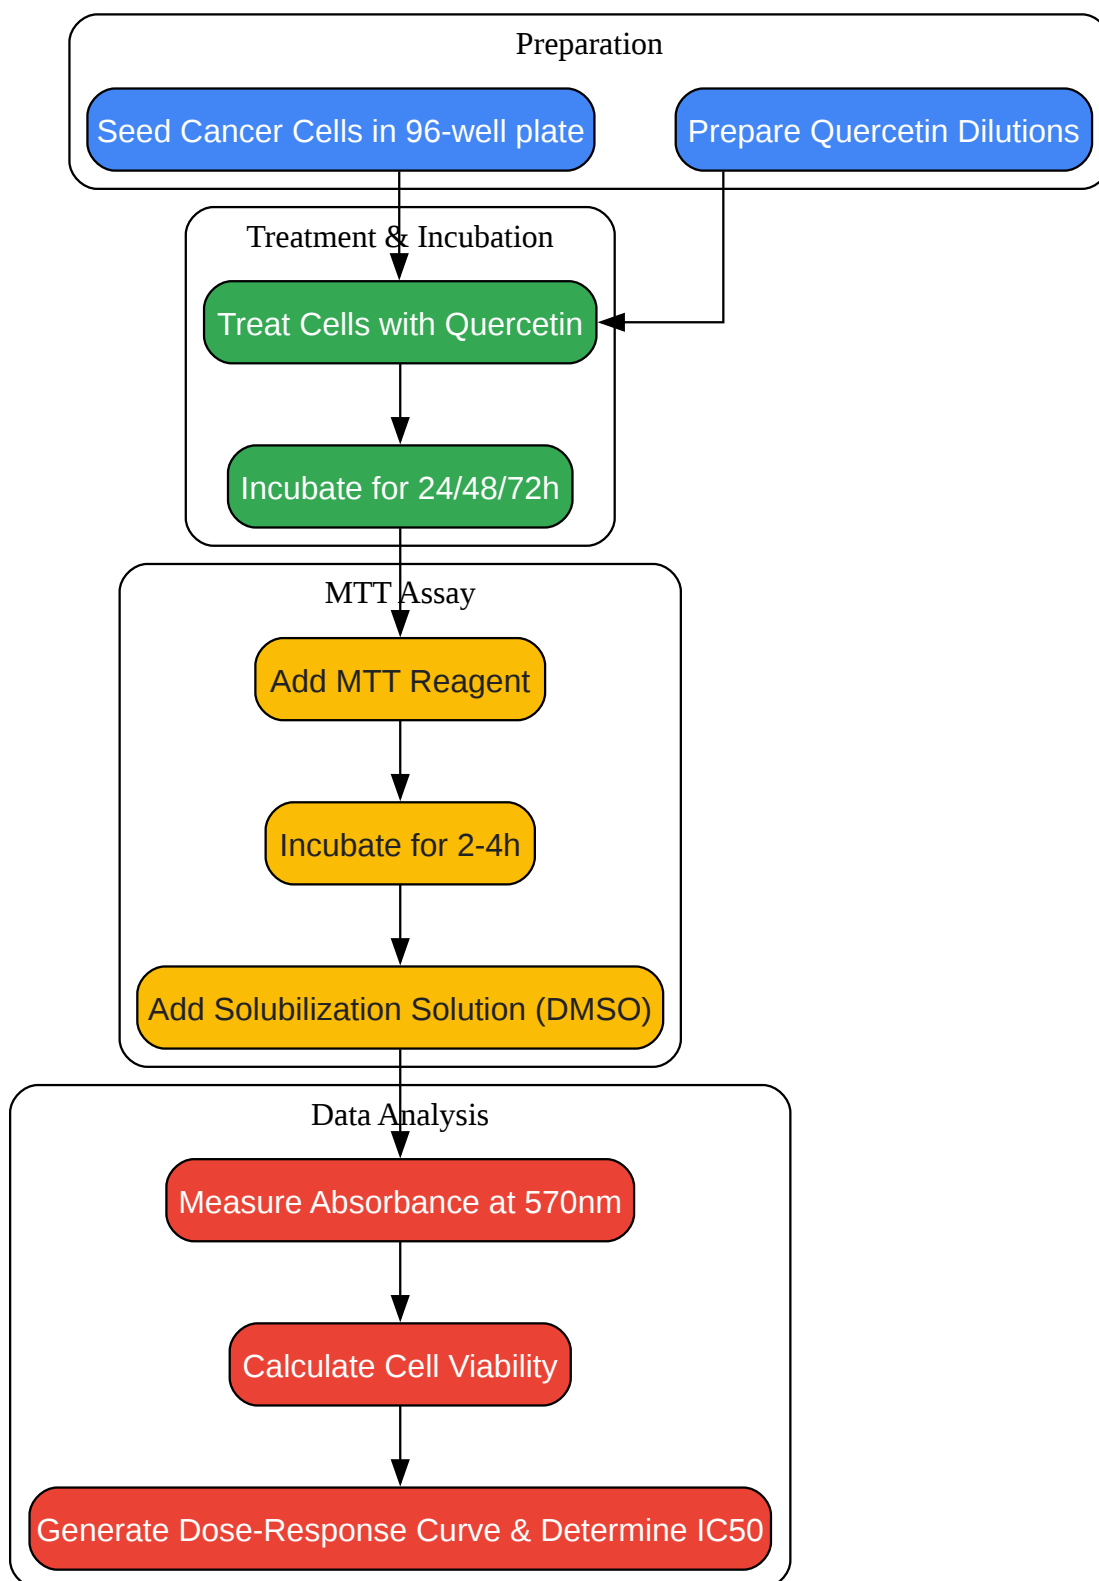 Preparation
Seed Cancer Cells in 96-well plate
Prepare Quercetin Dilutions
Treatment & Incubation
Treat Cells with Quercetin
Incubate for 24/48/72h
MTT Assay
Add MTT Reagent
Incubate for 2-4h
Add Solubilization Solution (DMSO)
Data Analysis
Measure Absorbance at 570nm
Calculate Cell Viability
Generate Dose-Response Curve & Determine IC50